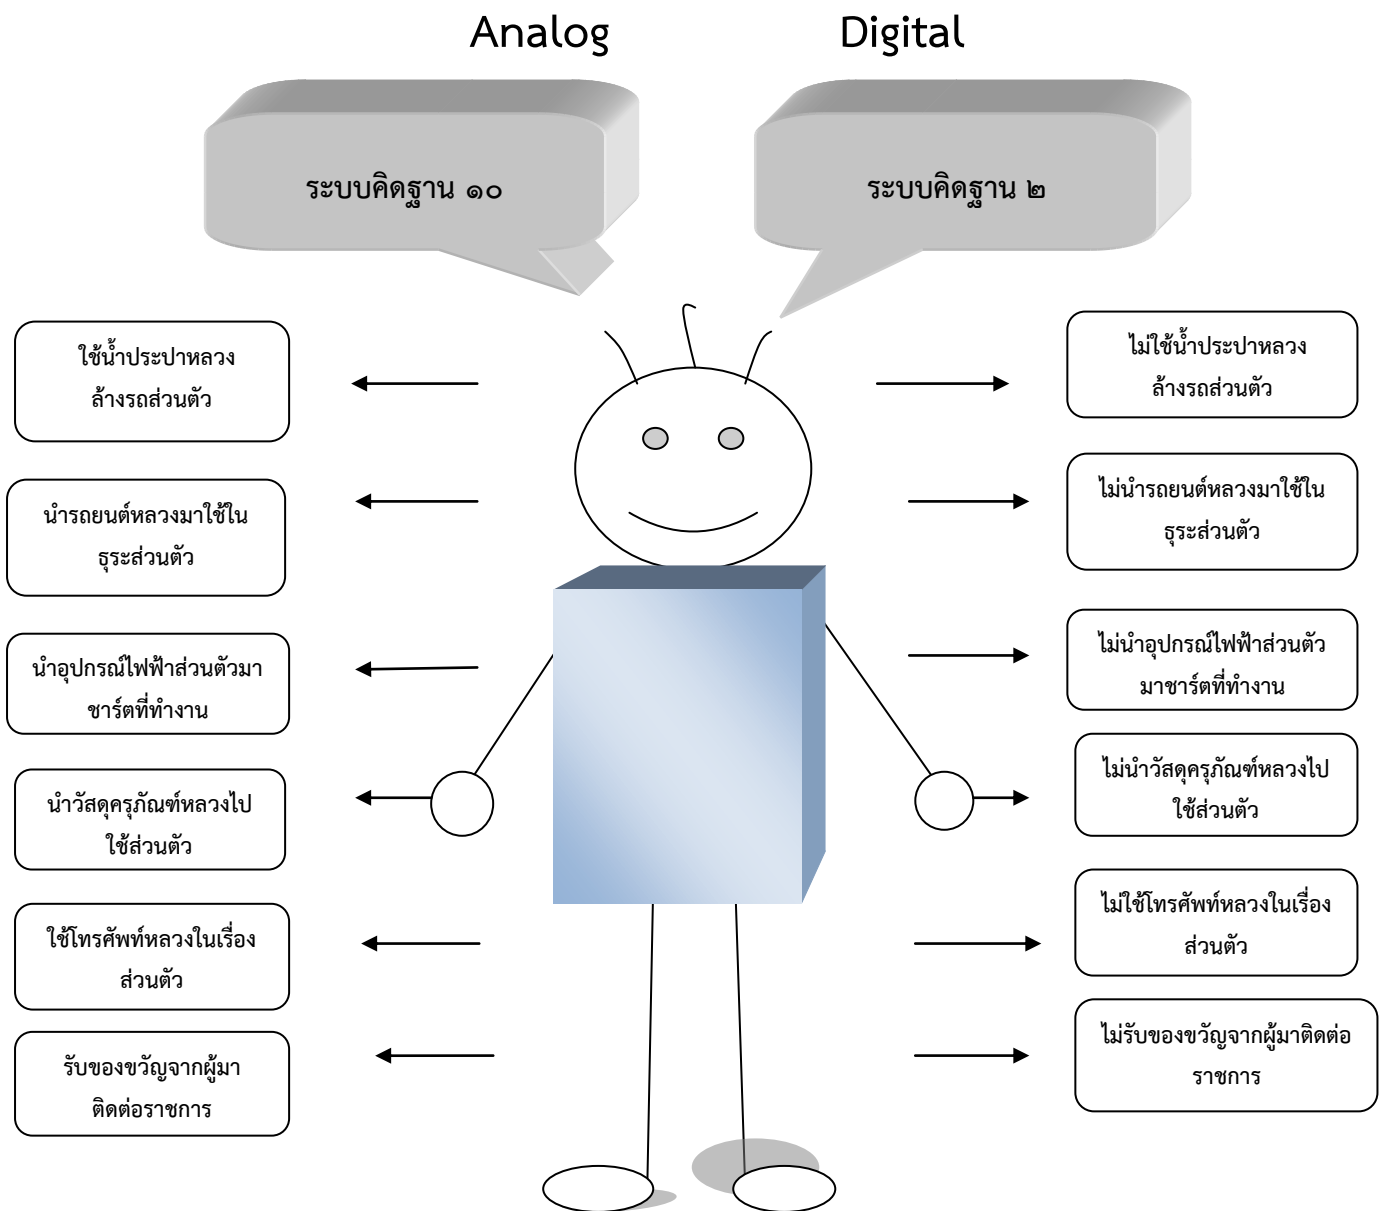 Analog
Digital
ระบบคิดฐาน ๑๐
ระบบคิดฐาน ๒
ใช้น้ำประปาหลวง
ล้างรถส่วนตัว
นำรถยนต์หลวงมาใช้ใน
ธุระส่วนตัว
นำอุปกรณ์ไฟฟ้าส่วนตัวมา
ชาร์ตที่ทำงาน
นำวัสดุครุภัณฑ์หลวงไป
ใช้ส่วนตัว
ใช้โทรศัพท์หลวงในเรื่อง
ส่วนตัว
รับของขวัญจากผู้มา
ติดต่อราชการ
ไม่ใช้น้ำประปาหลวง
ล้างรถส่วนตัว
ไม่นำรถยนต์หลวงมาใช้ใน
ธุระส่วนตัว
ไม่นำอุปกรณ์ไฟฟ้าส่วนตัว
มาชาร์ตที่ทำงาน
ไม่นำวัสดุครุภัณฑ์หลวงไป
ใช้ส่วนตัว
ไม่ใช้โทรศัพท์หลวงในเรื่อง
ส่วนตัว
ไม่รับของขวัญจากผู้มาติดต่อ
ราชการ